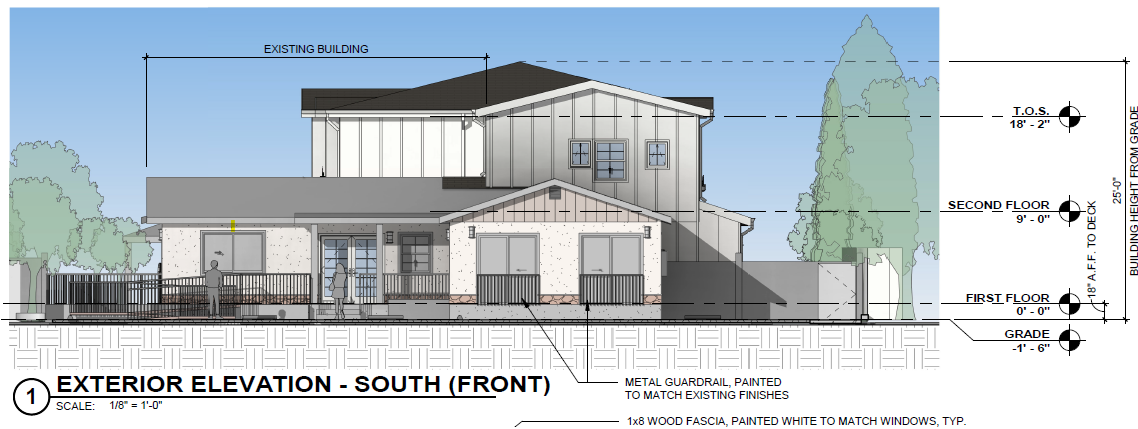 EXISTING BUILDING
T.O.S.
18' - 2"
BUILDING HEIGHT FROM GRADE
25'-0"
SECOND FLOOR
9' - 0"
18" A.F.F. TO DECK
FIRST FLOOR
0' - 0"
GRADE
-1' - 6"
1
EXTERIOR ELEVATION - SOUTH (FRONT)
SCALE: 1/8" = 1'-0"
METAL GUARDRAIL, PAINTED
TO MATCH EXISTING FINISHES
1x8 WOOD FASCIA, PAINTED WHITE TO MATCH WINDOWS, TYP.